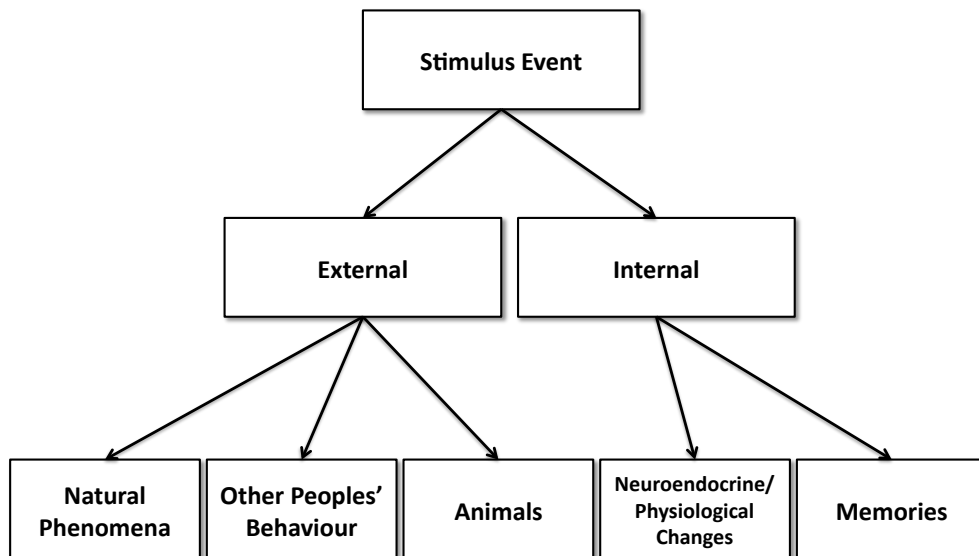 Stimulus Event
External
Internal
Natural
Phenomena
Other Peoples’
Behaviour
Animals
Neuroendocrine/
Physiological
Changes
Memories